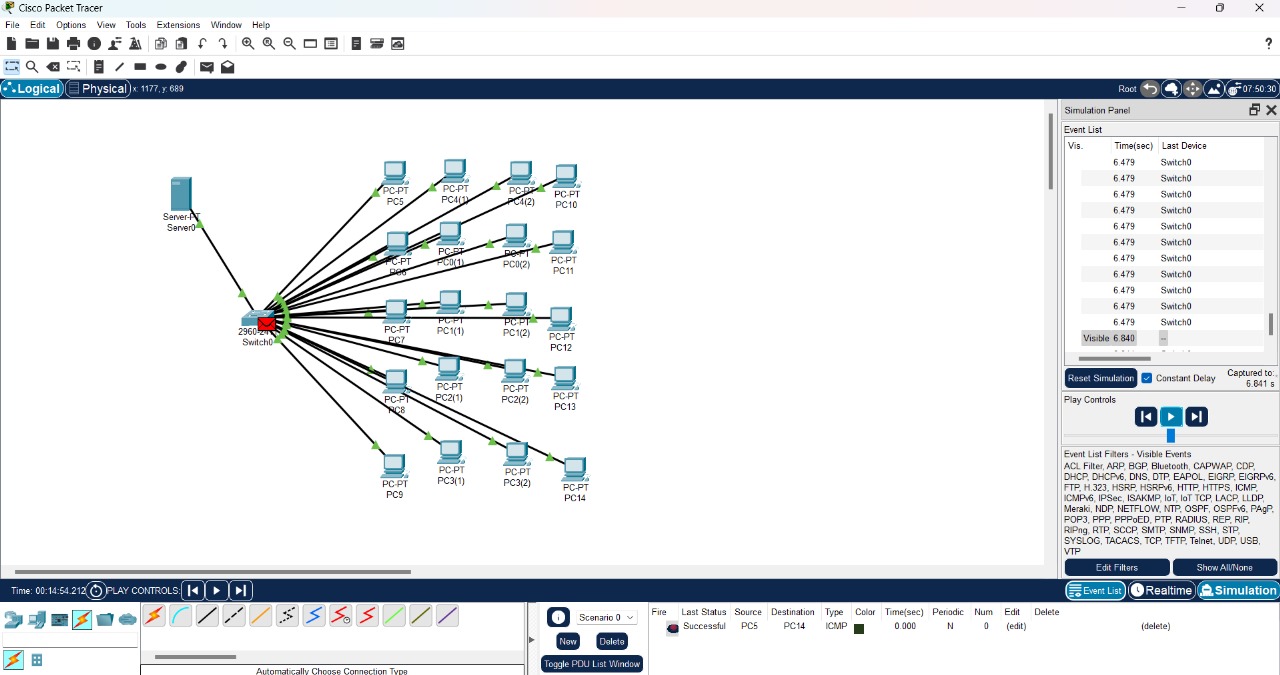 Cisco Packet Tracer
File Edit Options View Tools Extensions Window Help
?
Logical Physical x: 1177, y: 689 Root 07:50:30
Simulation Panel
Event List
Vis. Time(sec) Last Device
6.479 Switch0
6.479 Switch0
6.479 Switch0
6.479 Switch0
6.479 Switch0
6.479 Switch0
6.479 Switch0
6.479 Switch0
6.479 Switch0
6.479 Switch0
6.479 Switch0
Visible 6.840 --
Reset Simulation Constant Delay Captured to:
6.841 s
Play Controls
Event List Filters - Visible Events
ACL Filter, ARP, BGP, Bluetooth, CAPWAP, CDP,
DHCP, DHCPv6, DNS, DTP, EAPOL, EIGRP, EIGRPv6,
FTP, H.323, HSRP, HSRPv6, HTTP, HTTPS, ICMP,
ICMPv6, IPSec, ISAKMP, IoT, IoT TCP, LACP, LLDP,
Meraki, NDP, NETFLOW, NTP, OSPF, OSPFv6, PAgP,
POP3, PPP, PPPoED, PTP, RADIUS, REP, RIP,
RIPng, RTP, SCCP, SMTP, SNMP, SSH, STP,
SYSLOG, TACACS, TCP, TFTP, Telnet, UDP, USB,
VTP
Edit Filters Show All/None
Event List Realtime Simulation
Server-PT
Server0
Switch0
PC-PT
PC5
PC-PT
PC4(1)
PC-PT
PC4(2)
PC-PT
PC10
PC-PT
PC6
PC-PT
PC0(1)
PC-PT
PC0(2)
PC-PT
PC11
PC-PT
PC7
PC-PT
PC1(1)
PC-PT
PC1(2)
PC-PT
PC12
PC-PT
PC8
PC-PT
PC2(1)
PC-PT
PC2(2)
PC-PT
PC13
PC-PT
PC9
PC-PT
PC3(1)
PC-PT
PC3(2)
PC-PT
PC14
Time: 00:14:54.212 PLAY CONTROLS:
Automatically Choose Connection Type
Scenario 0
New Delete
Toggle PDU List Window
Fire Last Status Source Destination Type Color Time(sec) Periodic Num Edit Delete
Successful PC5 PC14 ICMP 0.000 N 0 (edit) (delete)